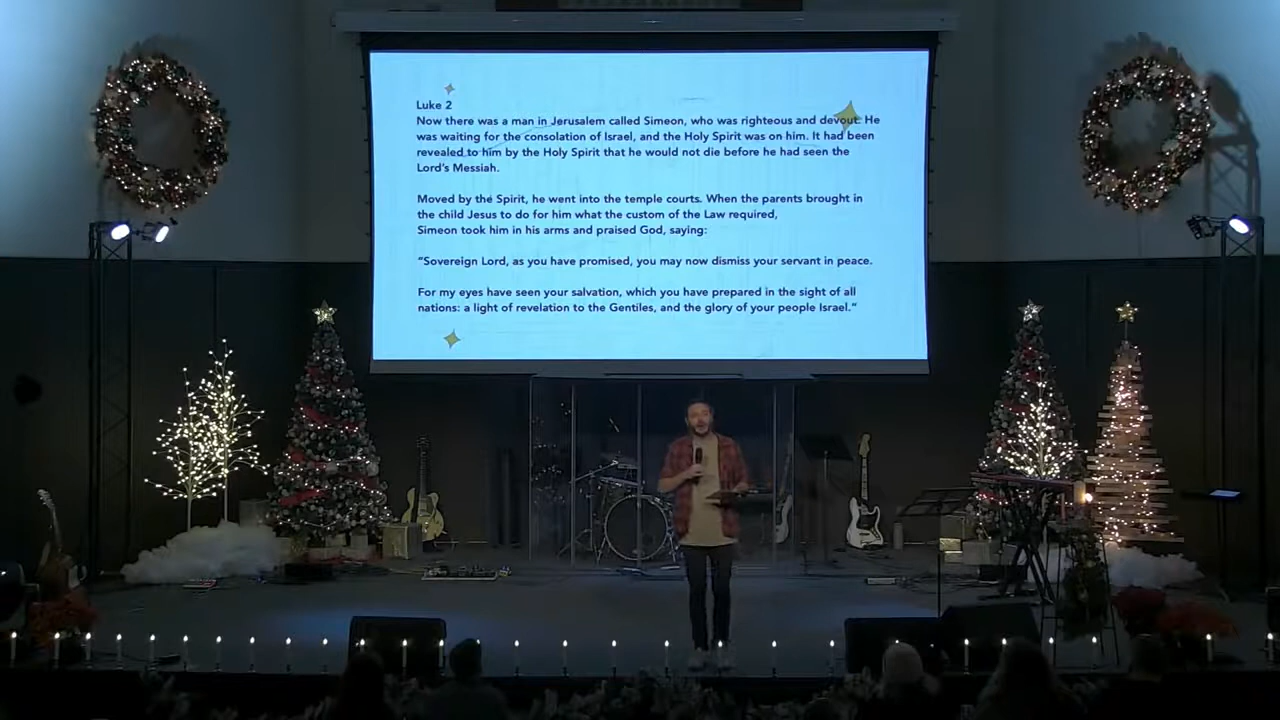 Luke 2
Now there was a man in Jerusalem called Simeon, who was righteous and devout. He
was waiting for the consolation of Israel, and the Holy Spirit was on him. It had been
revealed to him by the Holy Spirit that he would not die before he had seen the
Lord's Messiah.
Moved by the Spirit, he went into the temple courts. When the parents brought in
the child Jesus to do for him what the custom of the Law required,
Simeon took him in his arms and praised God, saying:
"Sovereign Lord, as you have promised, you may now dismiss your servant in peace.
For my eyes have seen your salvation, which you have prepared in the sight of all
nations: a light of revelation to the Gentiles, and the glory of your people Israel."